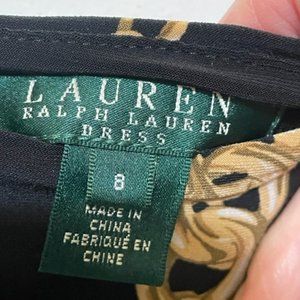 LAUREN
RALPH LAUREN
DRESS
8
MADE IN
CHINA
FABRIQUÉ EN
CHINE